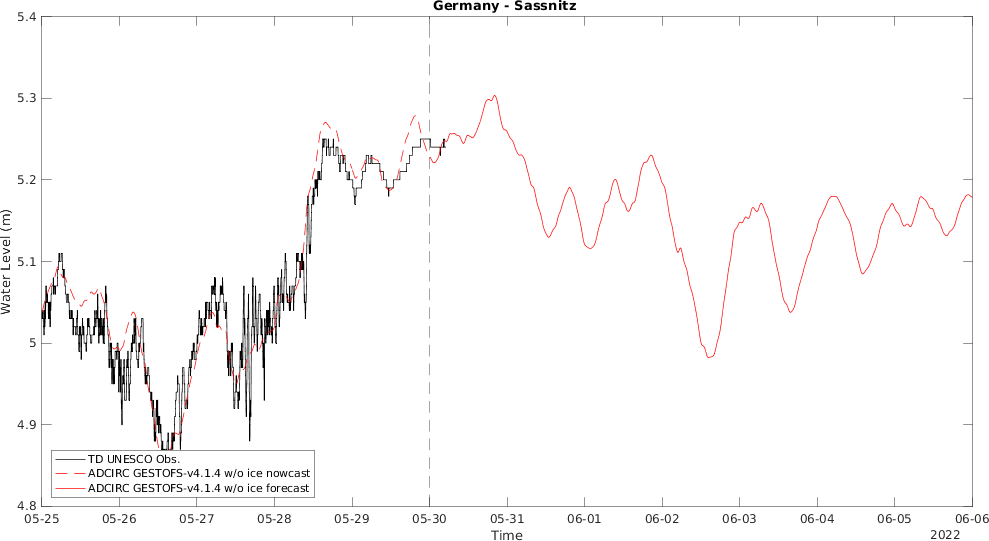 Germany - Sassnitz
5.4
5.3
5.2
5.1
5
4.9
4.8
Water Level (m)
TD UNESCO Obs.
ADCIRC GESTOFS-v4.1.4 w/o ice nowcast
ADCIRC GESTOFS-v4.1.4 w/o ice forecast
05-25 05-26 05-27 05-28 05-29 05-30 05-31 06-01 06-02 06-03 06-04 06-05 06-06
Time
2022